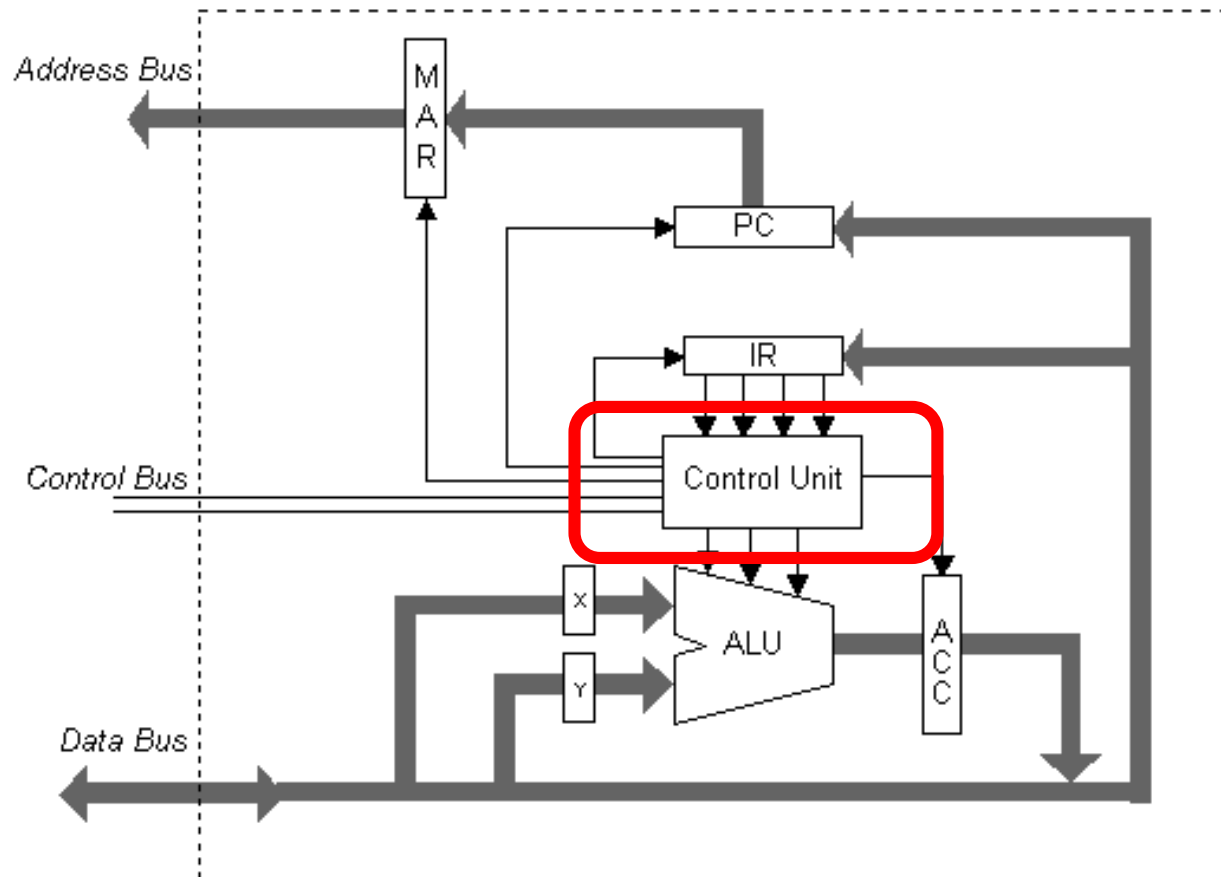 Address Bus
M
A
R
PC
IR
Control Bus
Control Unit
X
ALU
A
C
C
Y
Data Bus